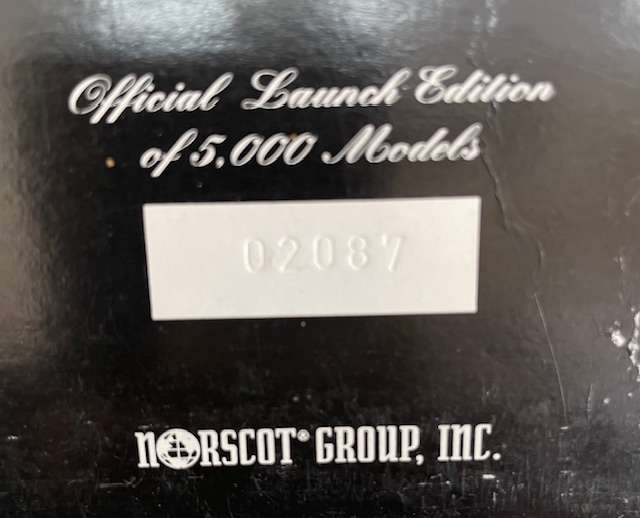 Official Launch Edition
of 5,000 Models
02087
NORSCOT® GROUP, INC.